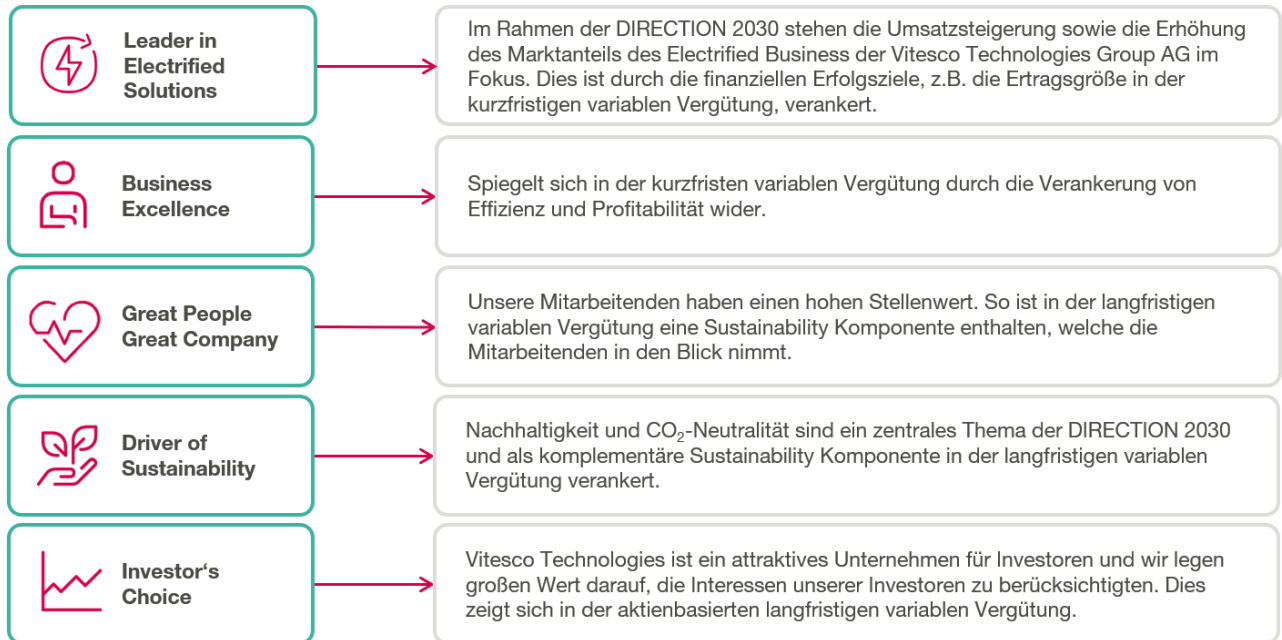 Leader in
Electrified
Solutions
Im Rahmen der DIRECTION 2030 stehen die Umsatzsteigerung sowie die Erhöhung
des Marktanteils des Electrified Business der Vitesco Technologies Group AG im
Fokus. Dies ist durch die finanziellen Erfolgsziele, z.B. die Ertragsgröße in der
kurzfristigen variablen Vergütung, verankert.
Business
Excellence
Spiegelt sich in der kurzfristen variablen Vergütung durch die Verankerung von
Effizienz und Profitabilität wider.
Great People
Great Company
Unsere Mitarbeitenden haben einen hohen Stellenwert. So ist in der langfristigen
variablen Vergütung eine Sustainability Komponente enthalten, welche die
Mitarbeitenden in den Blick nimmt.
Driver of
Sustainability
Nachhaltigkeit und CO₂-Neutralität sind ein zentrales Thema der DIRECTION 2030
und als komplementäre Sustainability Komponente in der langfristigen variablen
Vergütung verankert.
Investor‘s
Choice
Vitesco Technologies ist ein attraktives Unternehmen für Investoren und wir legen
großen Wert darauf, die Interessen unserer Investoren zu berücksichtigten. Dies
zeigt sich in der aktienbasierten langfristigen variablen Vergütung.